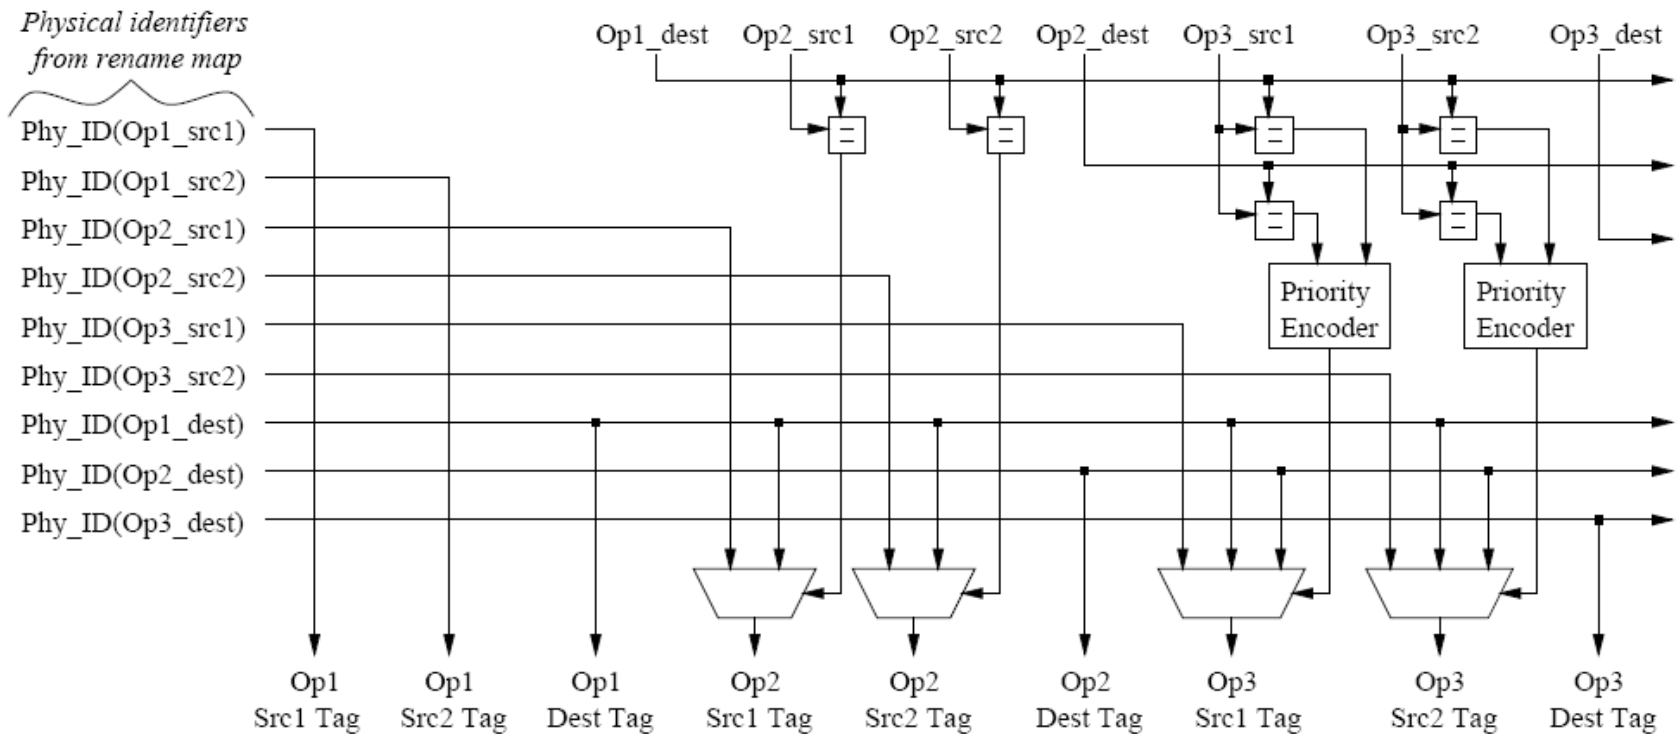 Physical identifiers
from rename map
Op1_dest Op2_src1 Op2_src2 Op2_dest Op3_src1 Op3_src2 Op3_dest
Phy_ID(Op1_src1)
= = = =
Phy_ID(Op1_src2)
Phy_ID(Op2_src1)
= =
Phy_ID(Op2_src2)
Priority Priority
Encoder Encoder
Phy_ID(Op3_src1)
Phy_ID(Op3_src2)
Phy_ID(Op1_dest)
Phy_ID(Op2_dest)
Phy_ID(Op3_dest)
Op1 Op1 Op1 Op2 Op2 Op2 Op3 Op3 Op3
Src1 Tag Src2 Tag Dest Tag Src1 Tag Src2 Tag Dest Tag Src1 Tag Src2 Tag Dest Tag